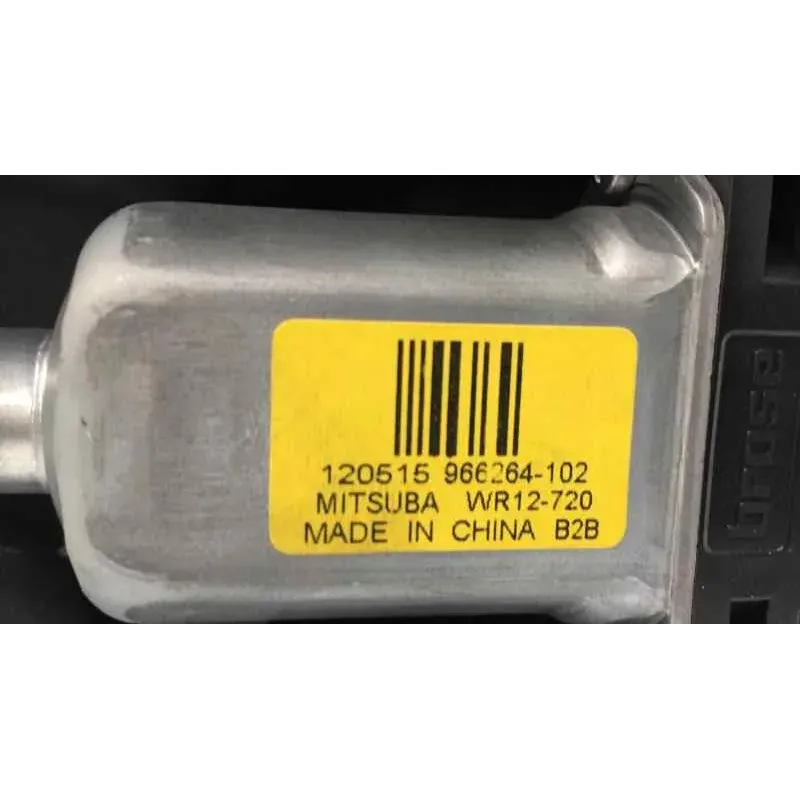 120515 966264-102
MITSUBA WR12-720
MADE IN CHINA B2B
brose